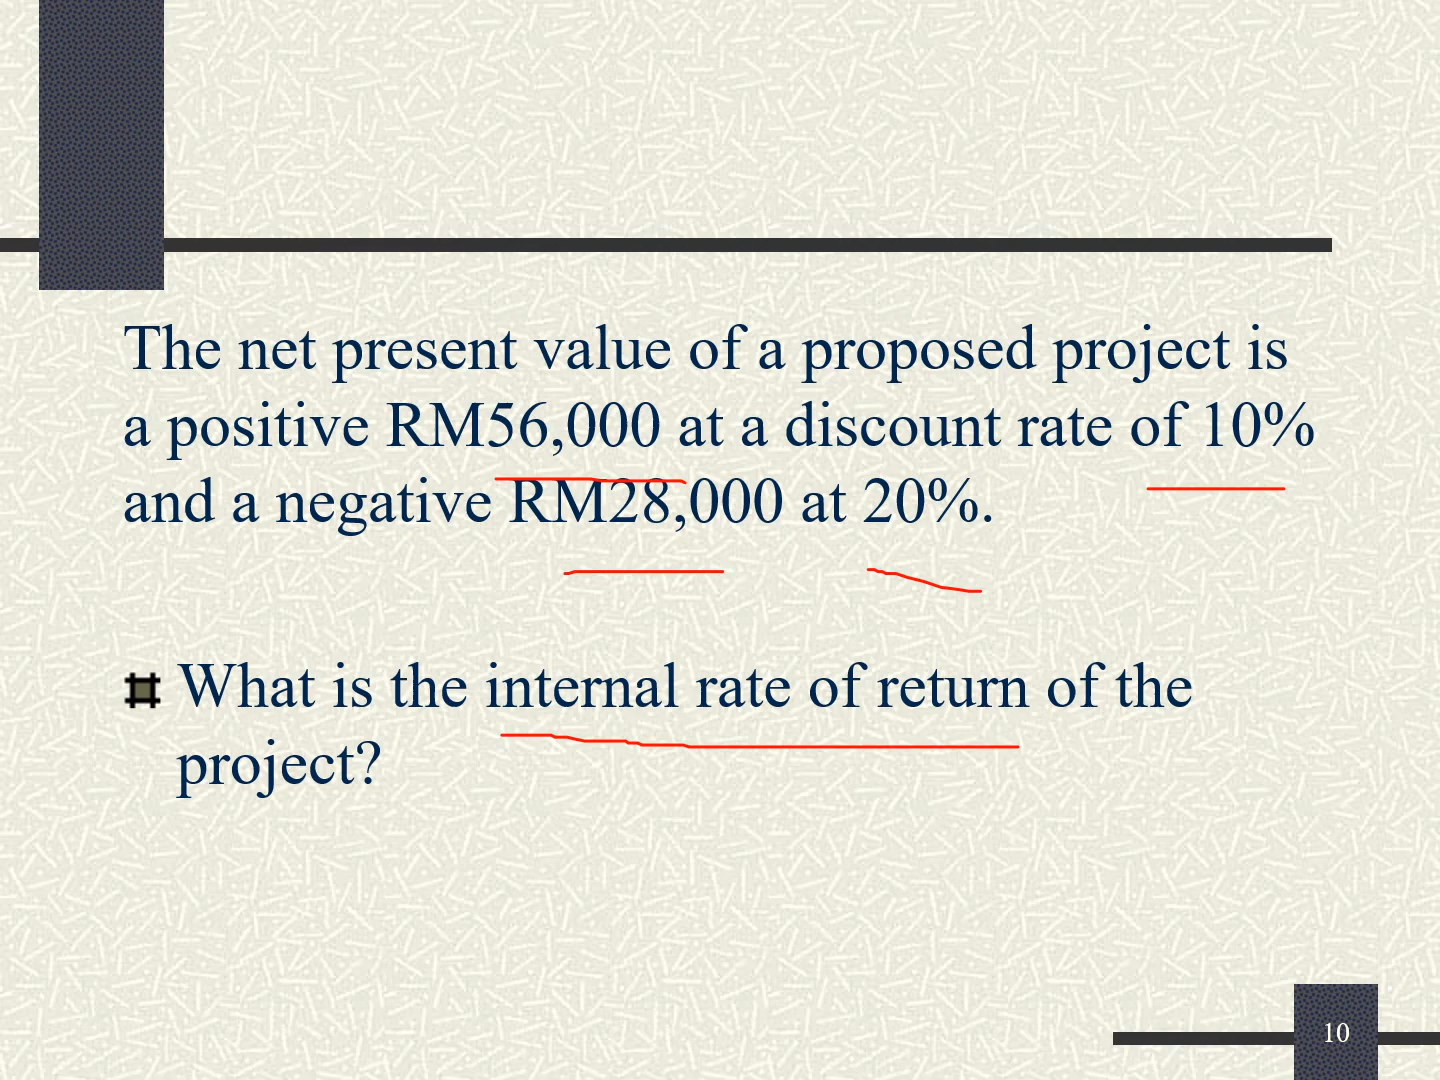 The net present value of a proposed project is
a positive RM56,000 at a discount rate of 10%
and a negative RM28,000 at 20%.
What is the internal rate of return of the
project?
10